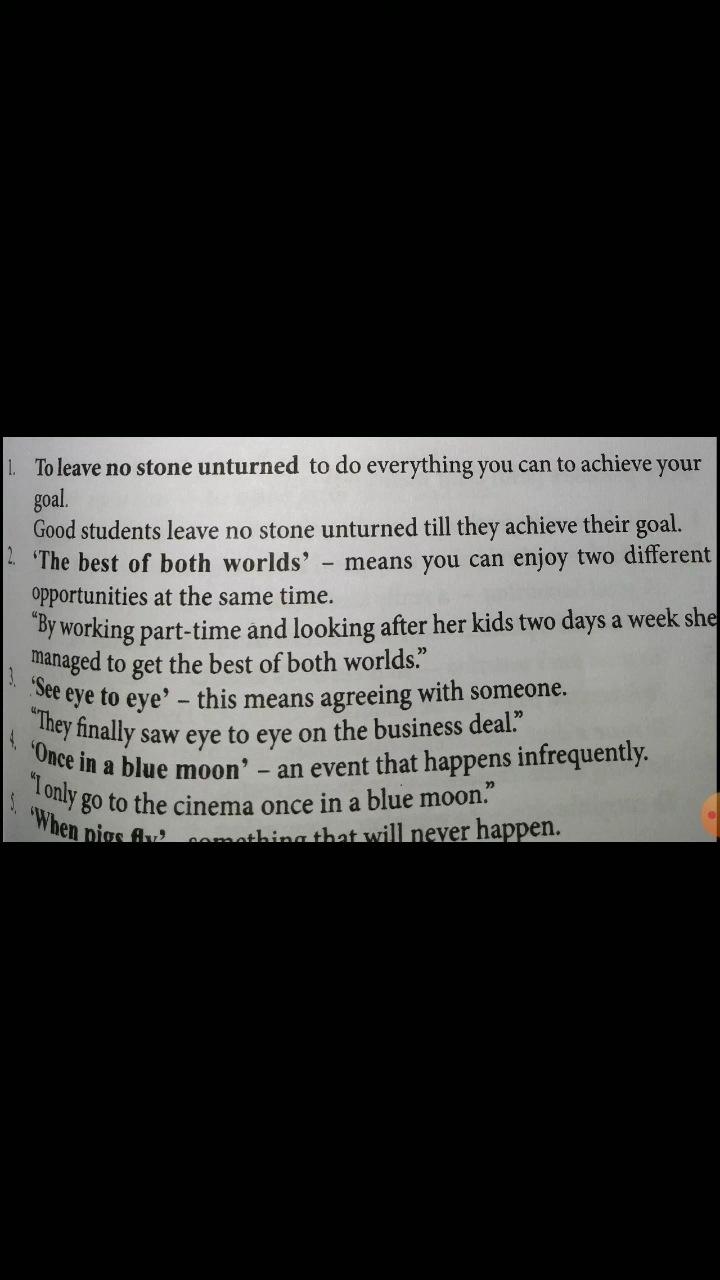 1. To leave no stone unturned to do everything you can to achieve your
goal.
Good students leave no stone unturned till they achieve their goal.
2. ‘The best of both worlds’ – means you can enjoy two different
opportunities at the same time.
“By working part-time and looking after her kids two days a week she
managed to get the best of both worlds.”
3. ‘See eye to eye’ – this means agreeing with someone.
“They finally saw eye to eye on the business deal.”
4. ‘Once in a blue moon’ – an event that happens infrequently.
“I only go to the cinema once in a blue moon.”
5. ‘When pigs fly’ something that will never happen.